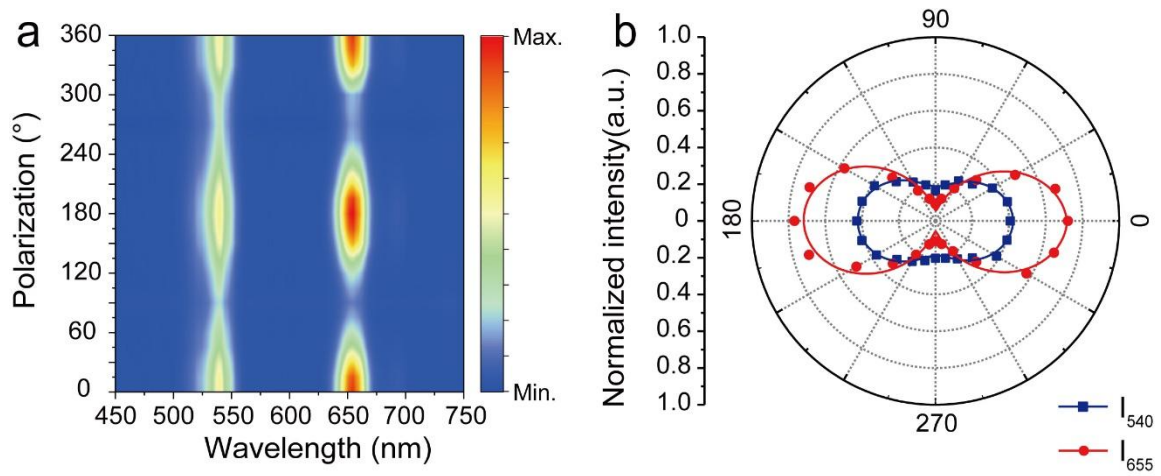 a
Polarization (°)
360
300
240
180
120
60
0
450 500 550 600 650 700 750
Wavelength (nm)
Max.
Min.
b
Normalized intensity(a.u.)
1.0
0.8
0.6
0.4
0.2
0
0.2
0.4
0.6
0.8
1.0
90
180
0
270
I540
I655